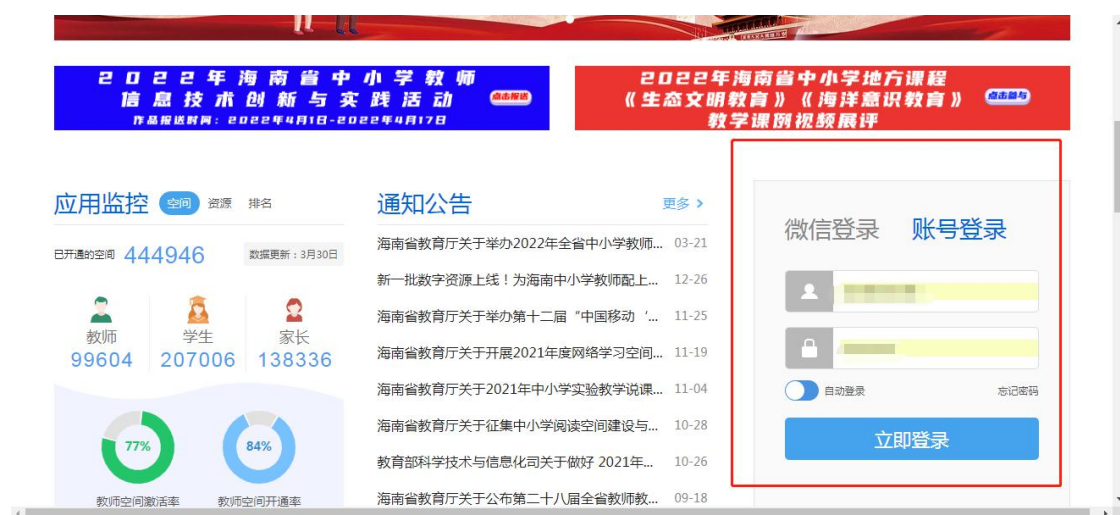 2022年海南省中小学教师
信息技术创新与实践活动
点击报送
作品报送时间：2022年4月1日-2022年4月17日
2022年海南省中小学地方课程
《生态文明教育》《海洋意识教育》
点击参与
教学课例视频展评
应用监控 空间 资源 排名
已开通的空间 444946 数据更新：3月30日
教师 学生 家长
99604 207006 138336
77% 84%
教师空间激活率 教师空间开通率
通知公告 更多 >
海南省教育厅关于举办2022年全省中小学教师... 03-21
新一批数字资源上线！为海南中小学教师配上... 12-26
海南省教育厅关于举办第十二届“中国移动‘... 11-25
海南省教育厅关于开展2021年度网络学习空间... 11-19
海南省教育厅关于2021年中小学实验教学说课... 11-04
海南省教育厅关于征集中小学阅读空间建设与... 10-28
教育部科学技术与信息化司关于做好 2021年... 10-26
海南省教育厅关于公布第二十八届全省教师教... 09-18
微信登录 账号登录
自动登录 忘记密码
立即登录